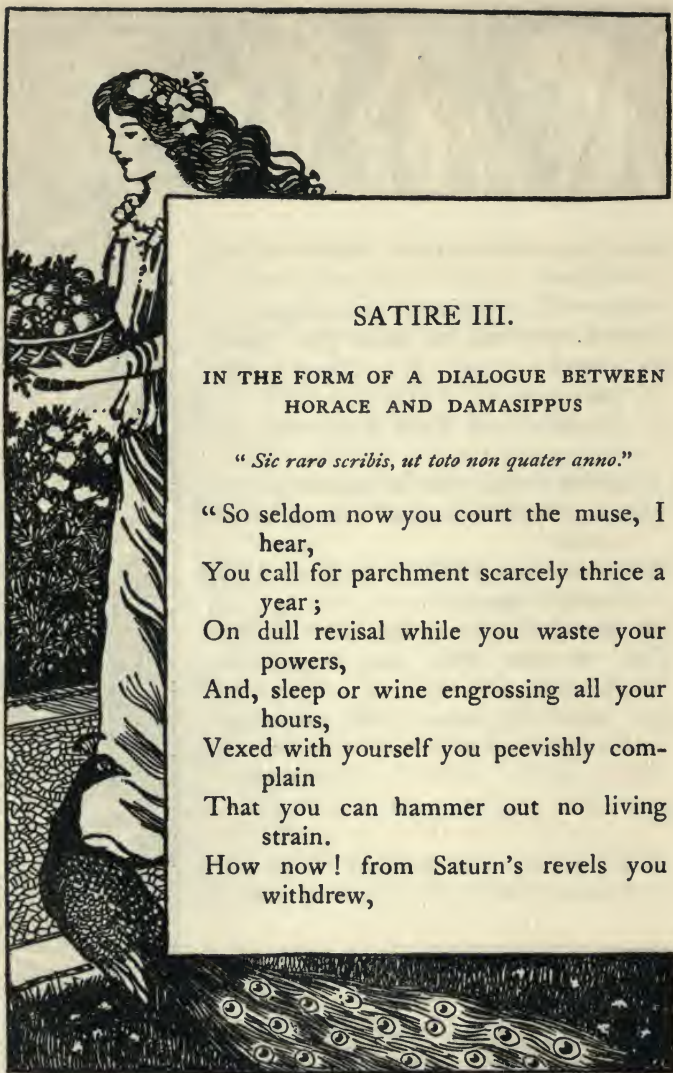 SATIRE III.
IN THE FORM OF A DIALOGUE BETWEEN
HORACE AND DAMASIPPUS
“ Sic raro scribis, ut toto non quater anno.”
“ So seldom now you court the muse, I
hear,
You call for parchment scarcely thrice a
year ;
On dull revisal while you waste your
powers,
And, sleep or wine engrossing all your
hours,
Vexed with yourself you peevishly com-
plain
That you can hammer out no living
strain.
How now ! from Saturn’s revels you
withdrew,